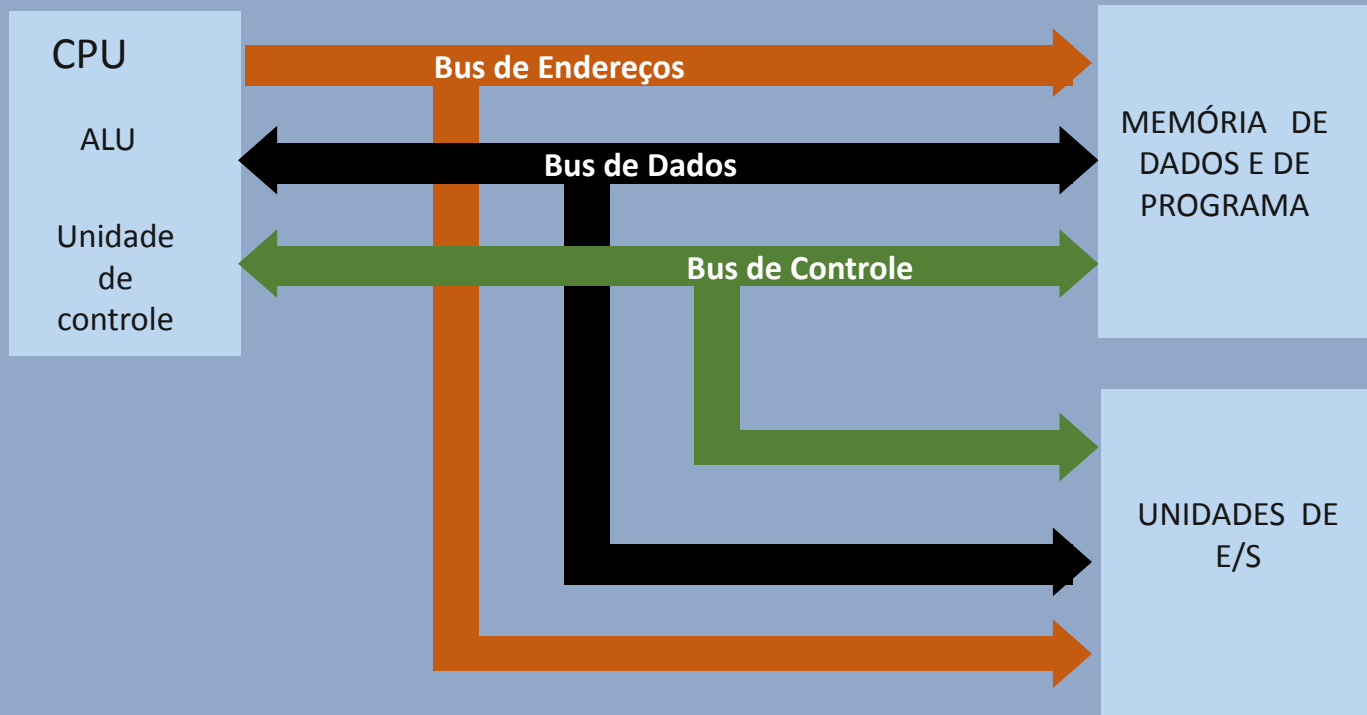 CPU
ALU
Unidade
de
controle
Bus de Endereços
Bus de Dados
Bus de Controle
MEMÓRIA DE
DADOS E DE
PROGRAMA
UNIDADES DE
E/S